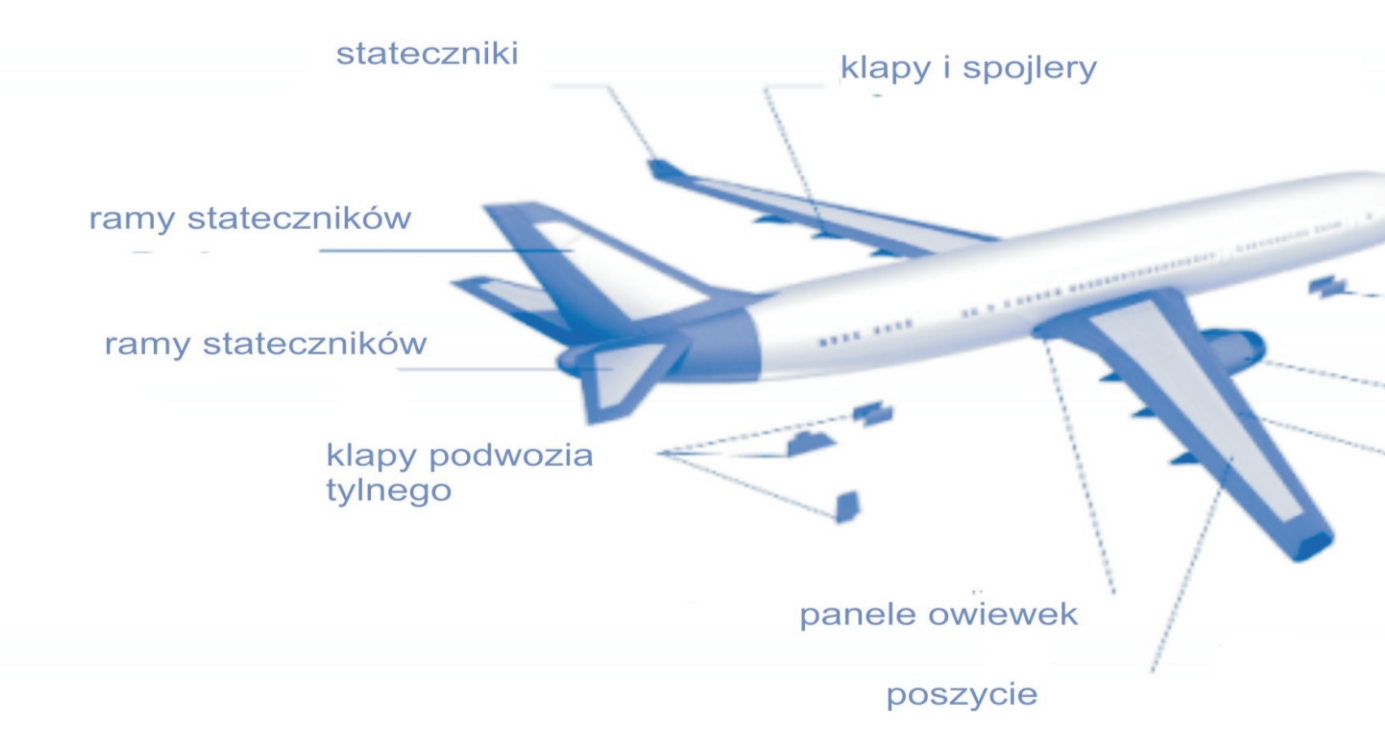 stateczniki
klapy i spojlery
ramy stateczników
ramy stateczników
klapy podwozia
tylnego
panele owiewek
poszycie